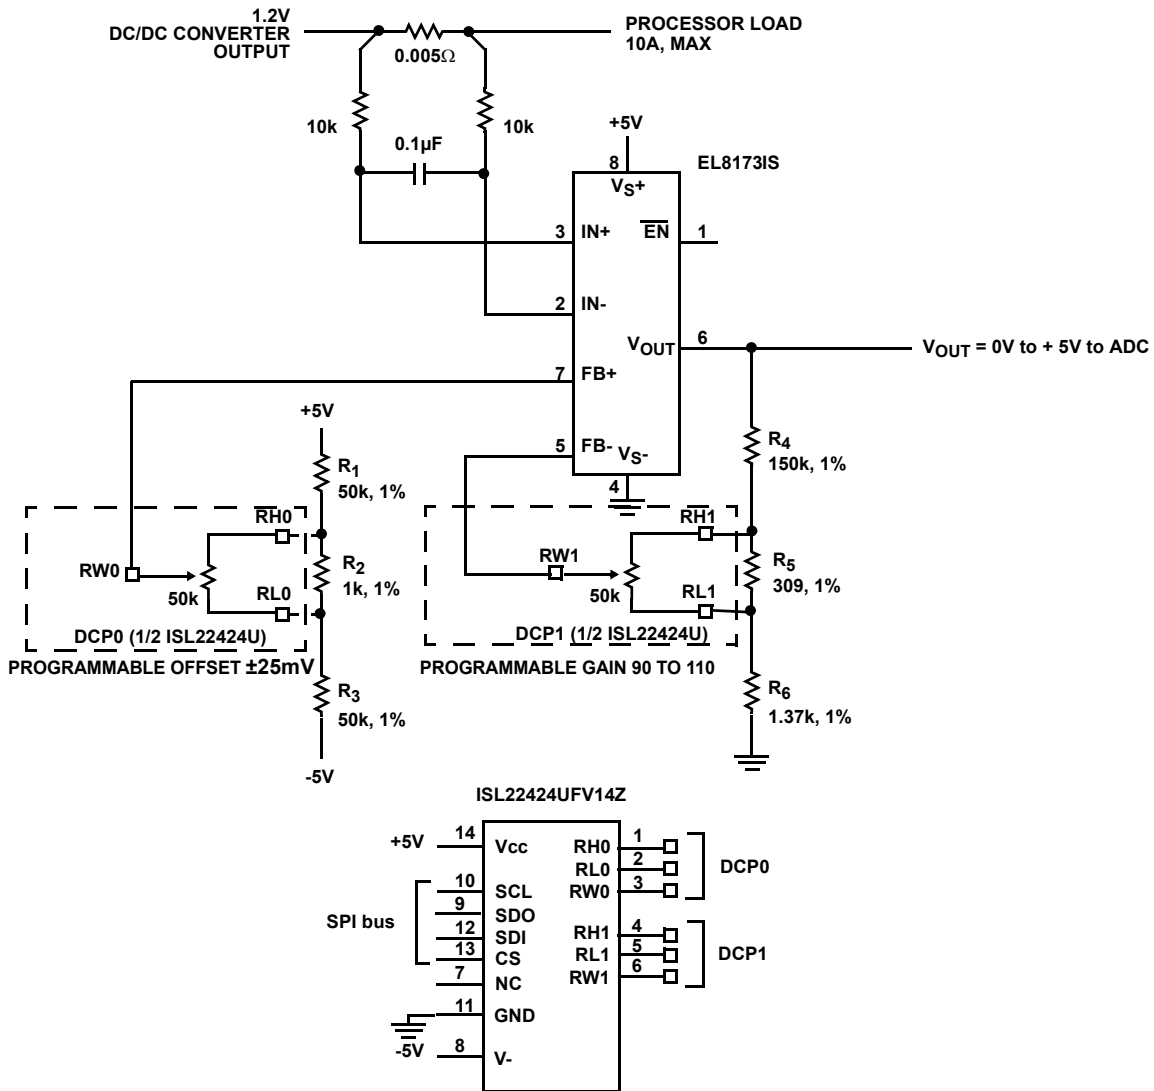 1.2V
DC/DC CONVERTER
OUTPUT
0.005Ω
PROCESSOR LOAD
10A, MAX
10k
10k
0.1µF
+5V
8
VS+
EL8173IS
3
IN+
EN
1
2
IN-
VOUT
6
VOUT = 0V to + 5V to ADC
7
FB+
5
FB-
VS-
4
+5V
R1
50k, 1%
R4
150k, 1%
RH0
RW0
50k
R2
1k, 1%
RL0
DCP0 (1/2 ISL22424U)
PROGRAMMABLE OFFSET ±25mV
R3
50k, 1%
-5V
RH1
RW1
50k
R5
309, 1%
RL1
DCP1 (1/2 ISL22424U)
PROGRAMMABLE GAIN 90 TO 110
R6
1.37k, 1%
ISL22424UFV14Z
+5V
14
Vcc
RH0
1
RL0
2
RW0
3
DCP0
SPI bus
10
SCL
9
SDO
12
SDI
13
CS
7
NC
11
GND
-5V
8
V-
RH1
4
RL1
5
RW1
6
DCP1